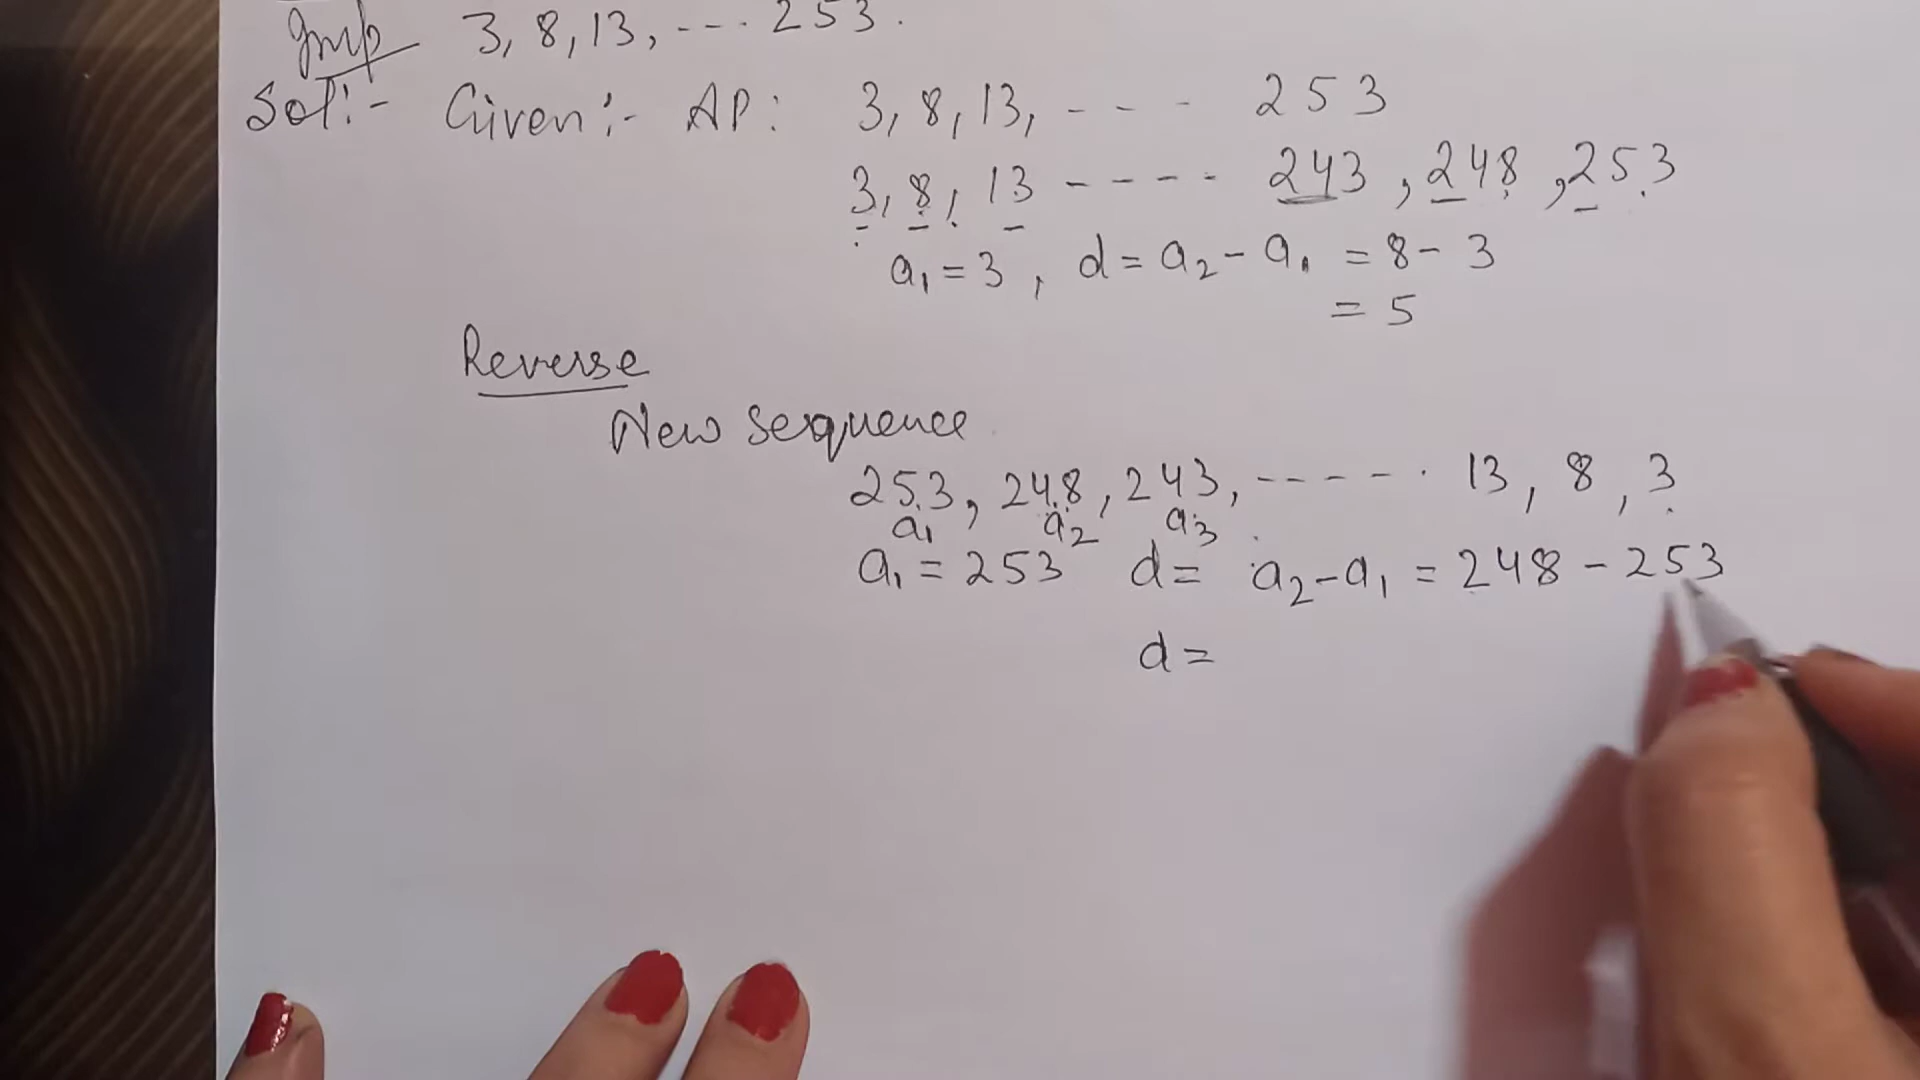 Imp 3, 8, 13, --- 253.
Sol:- Given:- AP: 3, 8, 13, --- 253
3, 8, 13 ---- 243, 248, 253
a₁ = 3, d = a₂ - a₁ = 8 - 3
= 5
Reverse
New Sequence
253, 248, 243, ----- 13, 8, 3
a₁ a₂ a₃
a₁ = 253 d = a₂ - a₁ = 248 - 253
d =